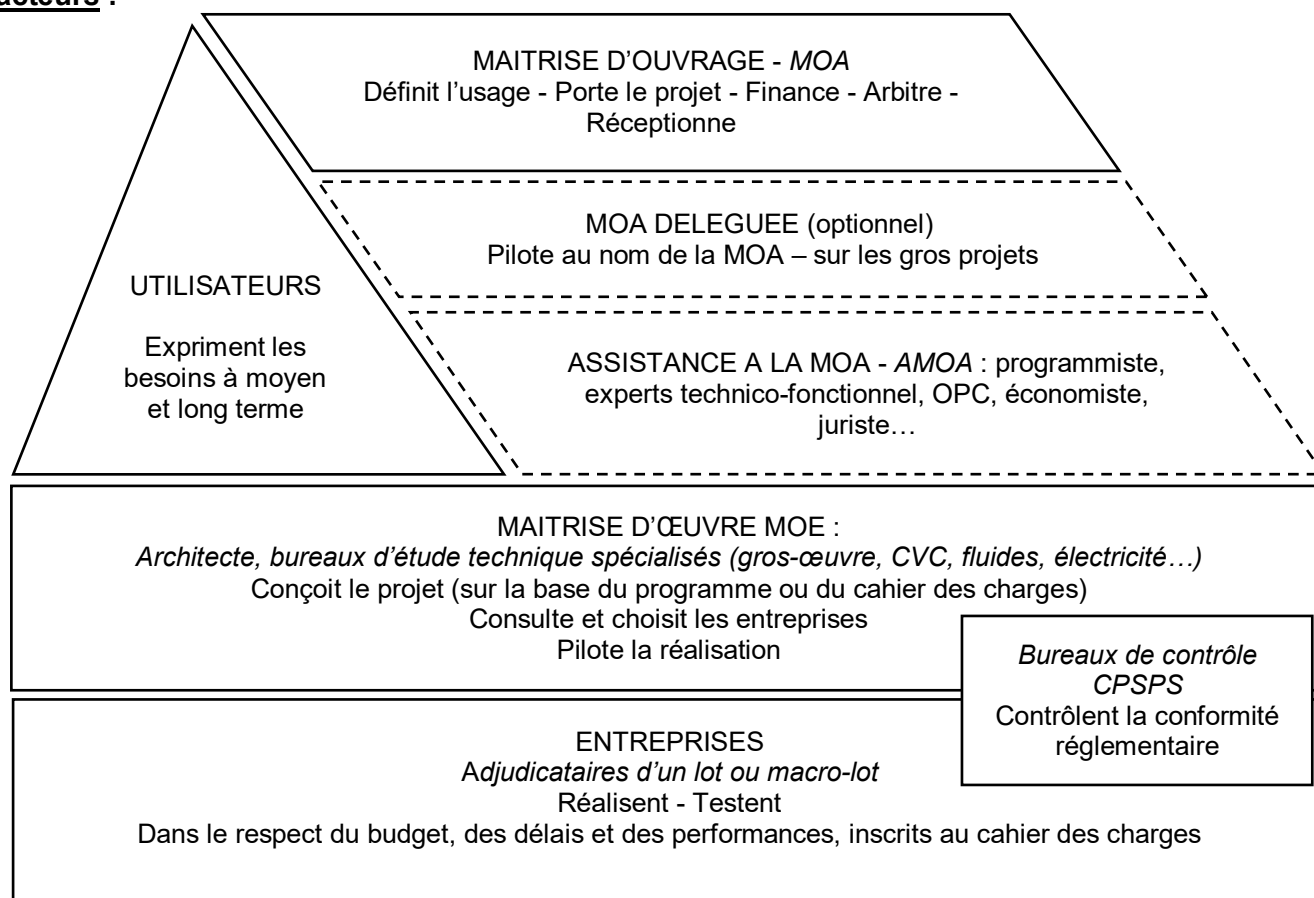 acteurs :
MAITRISE D'OUVRAGE - MOA
Définit l'usage - Porte le projet - Finance - Arbitre -
Réceptionne
MOA DELEGUEE (optionnel)
Pilote au nom de la MOA – sur les gros projets
UTILISATEURS
Expriment les
besoins à moyen
et long terme
ASSISTANCE A LA MOA - AMOA : programmiste,
experts technico-fonctionnel, OPC, économiste,
juriste…
MAITRISE D'ŒUVRE MOE :
Architecte, bureaux d'étude technique spécialisés (gros-œuvre, CVC, fluides, électricité…)
Conçoit le projet (sur la base du programme ou du cahier des charges)
Consulte et choisit les entreprises
Pilote la réalisation
Bureaux de contrôle
CPSPS
Contrôlent la conformité
réglementaire
ENTREPRISES
Adjudicataires d'un lot ou macro-lot
Réalisent - Testent
Dans le respect du budget, des délais et des performances, inscrits au cahier des charges